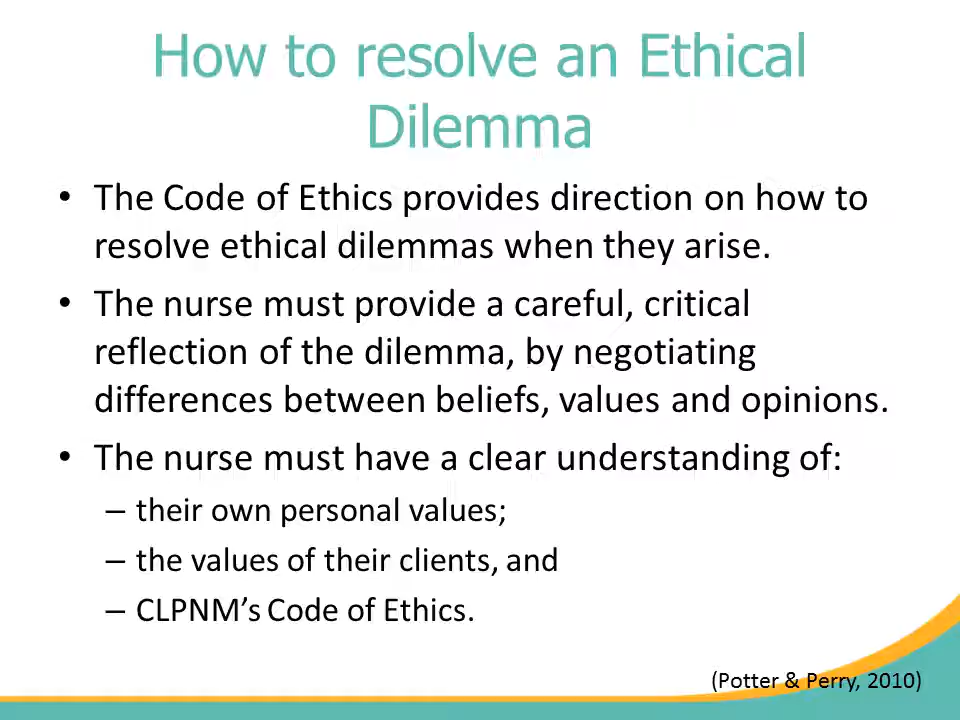 How to resolve an Ethical
Dilemma
• The Code of Ethics provides direction on how to
resolve ethical dilemmas when they arise.
• The nurse must provide a careful, critical
reflection of the dilemma, by negotiating
differences between beliefs, values and opinions.
• The nurse must have a clear understanding of:
– their own personal values;
– the values of their clients, and
– CLPNM’s Code of Ethics.
(Potter & Perry, 2010)